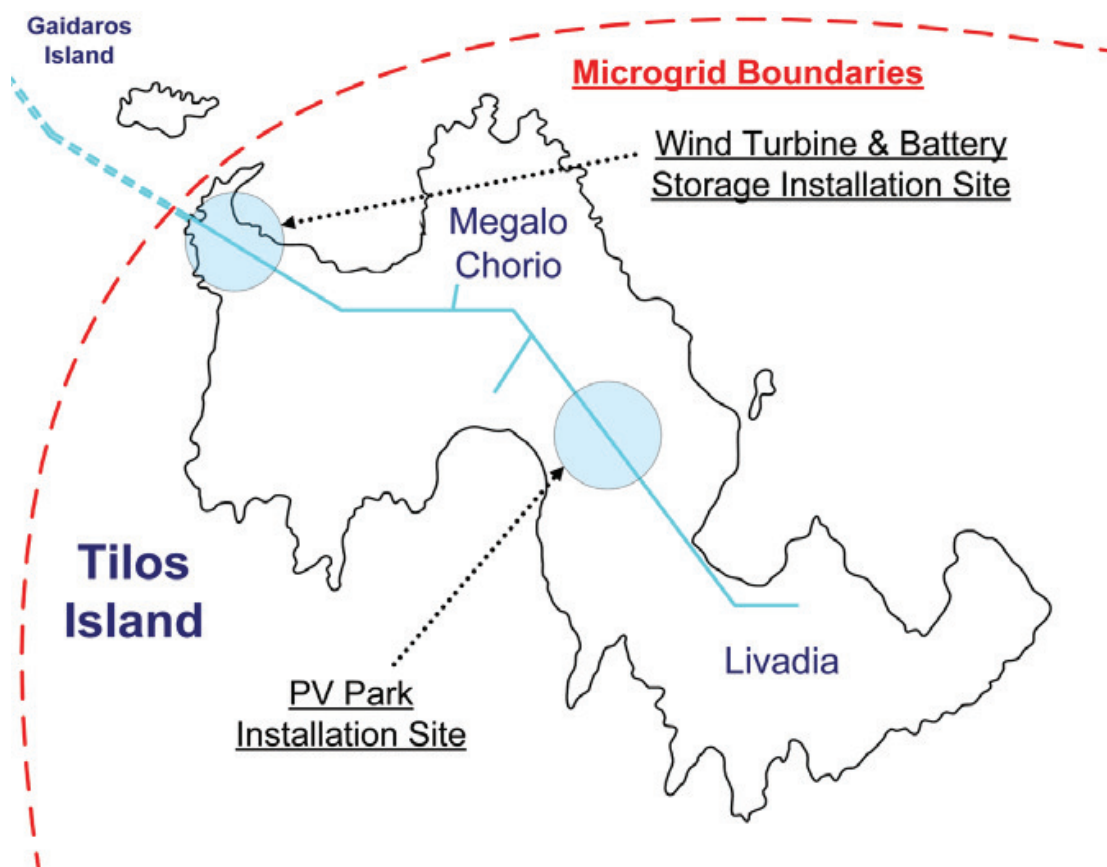 Gaidaros
Island
Microgrid Boundaries
Wind Turbine & Battery
Storage Installation Site
Megalo
Chorio
Tilos
Island
Livadia
PV Park
Installation Site